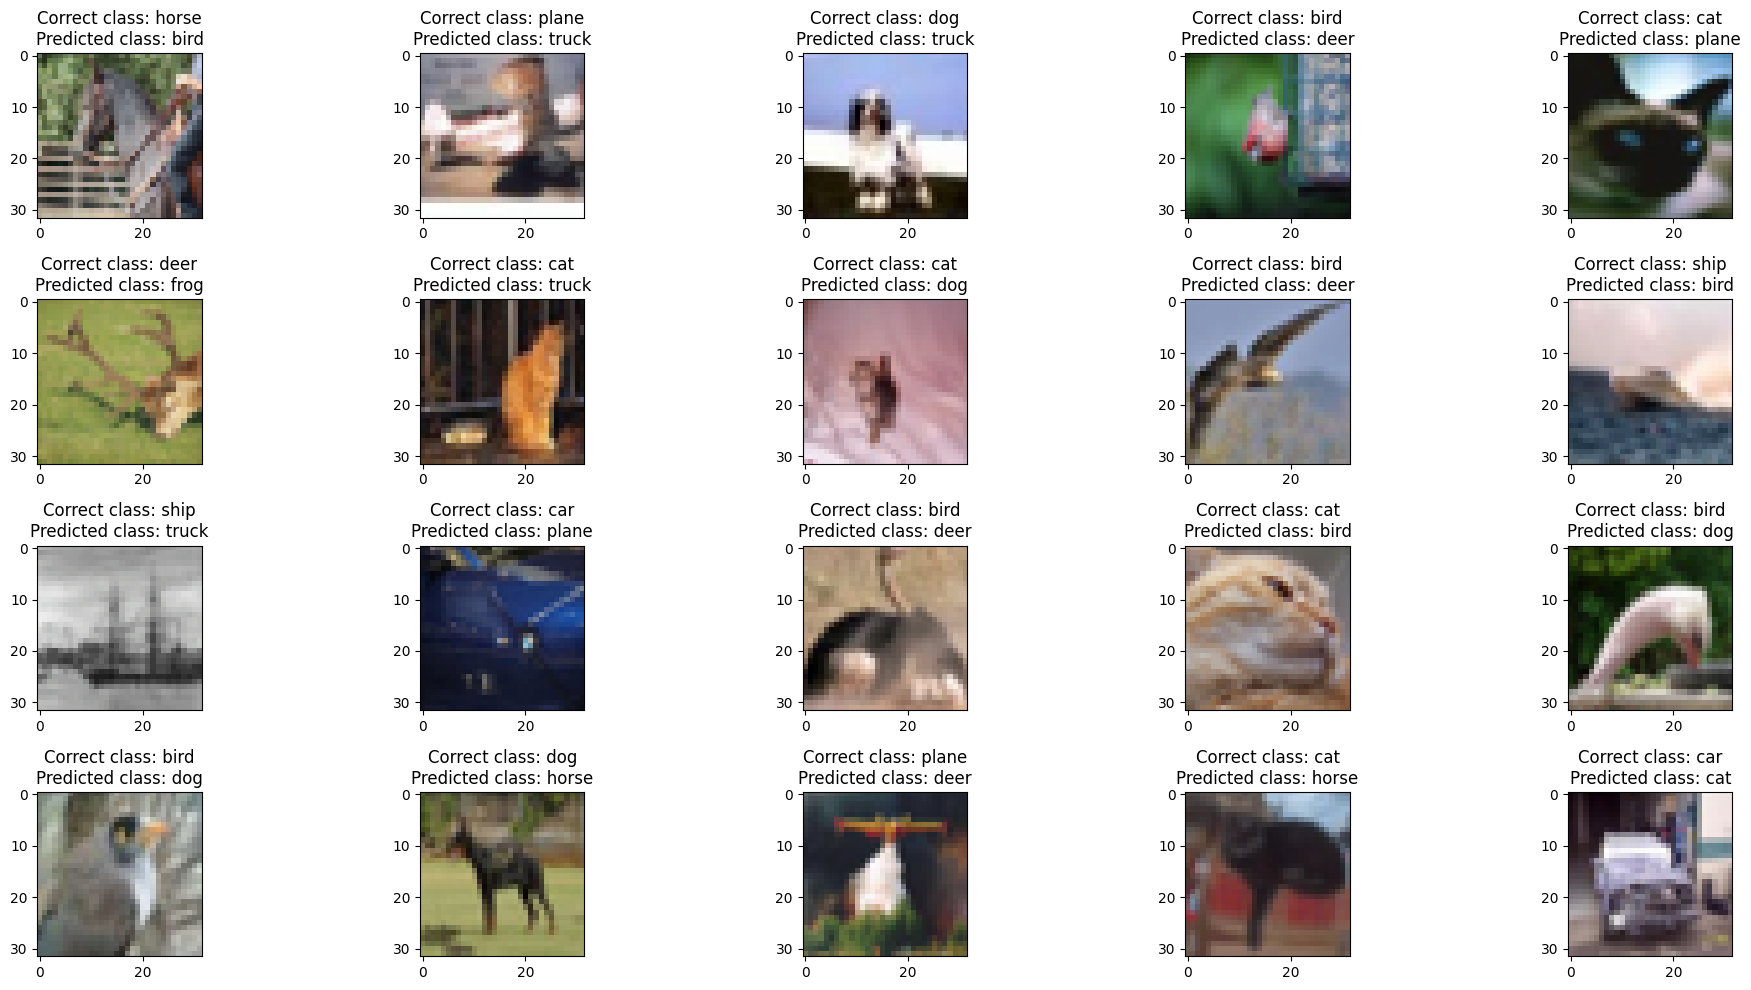 Correct class: horse
Predicted class: bird
Correct class: plane
Predicted class: truck
Correct class: dog
Predicted class: truck
Correct class: bird
Predicted class: deer
Correct class: cat
Predicted class: plane
0
10
20
30
0 20
0
10
20
30
0 20
0
10
20
30
0 20
0
10
20
30
0 20
0
10
20
30
0 20
Correct class: deer
Predicted class: frog
Correct class: cat
Predicted class: truck
Correct class: cat
Predicted class: dog
Correct class: bird
Predicted class: deer
Correct class: ship
Predicted class: bird
0
10
20
30
0 20
0
10
20
30
0 20
0
10
20
30
0 20
0
10
20
30
0 20
0
10
20
30
0 20
Correct class: ship
Predicted class: truck
Correct class: car
Predicted class: plane
Correct class: bird
Predicted class: deer
Correct class: cat
Predicted class: bird
Correct class: bird
Predicted class: dog
0
10
20
30
0 20
0
10
20
30
0 20
0
10
20
30
0 20
0
10
20
30
0 20
0
10
20
30
0 20
Correct class: bird
Predicted class: dog
Correct class: dog
Predicted class: horse
Correct class: plane
Predicted class: deer
Correct class: cat
Predicted class: horse
Correct class: car
Predicted class: cat
0
10
20
30
0 20
0
10
20
30
0 20
0
10
20
30
0 20
0
10
20
30
0 20
0
10
20
30
0 20